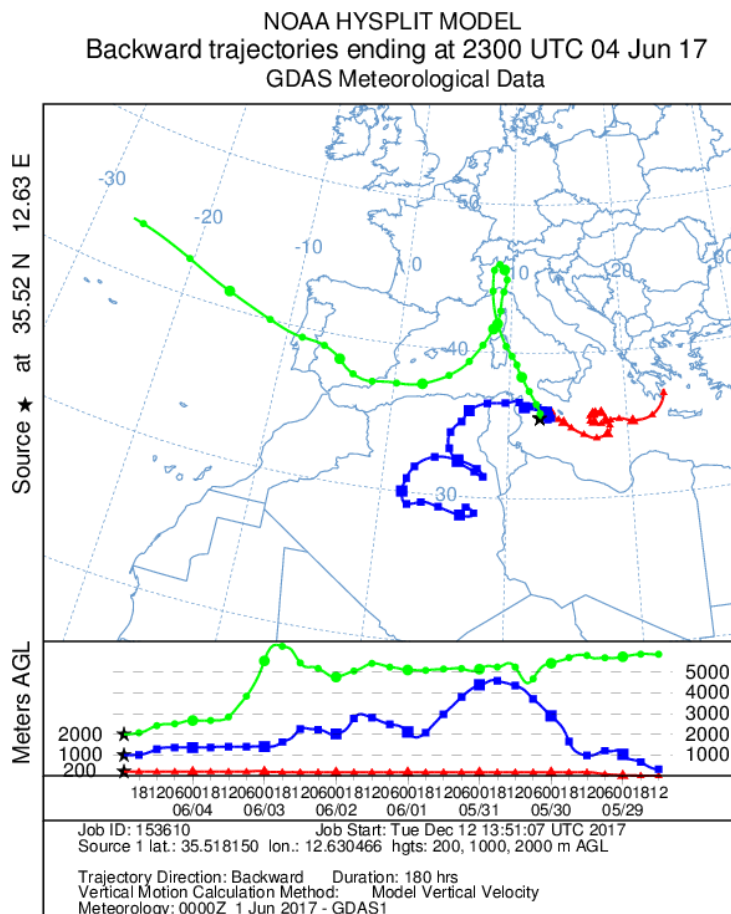 NOAA HYSPLIT MODEL
Backward trajectories ending at 2300 UTC 04 Jun 17
GDAS Meteorological Data
Source ★ at 35.52 N 12.63 E
-30
-20
-10
0
10
20
30
50
40
30
Meters AGL
2000
1000
200
5000
4000
3000
2000
1000
18 12 06 00 18 12 06 00 18 12 06 00 18 12 06 00 18 12 06 00 18 12 06 00 18 12 06 00 18 12
06/04 06/03 06/02 06/01 05/31 05/30 05/29
Job ID: 153610 Job Start: Tue Dec 12 13:51:07 UTC 2017
Source 1 lat.: 35.518150 lon.: 12.630466 hgts: 200, 1000, 2000 m AGL
Trajectory Direction: Backward Duration: 180 hrs
Vertical Motion Calculation Method: Model Vertical Velocity
Meteorology: 0000Z 1 Jun 2017 - GDAS1